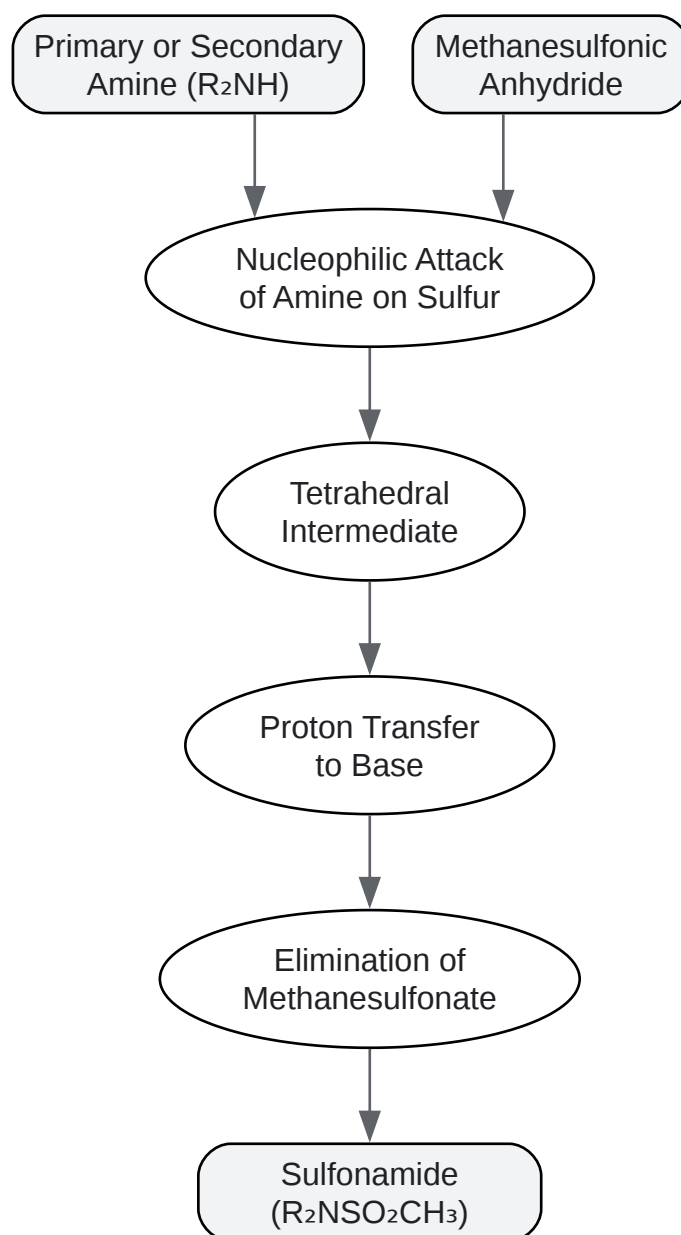 Primary or Secondary
Amine (R₂NH)
Methanesulfonic
Anhydride
Nucleophilic Attack
of Amine on Sulfur
Tetrahedral
Intermediate
Proton Transfer
to Base
Elimination of
Methanesulfonate
Sulfonamide
(R₂NSO₂CH₃)